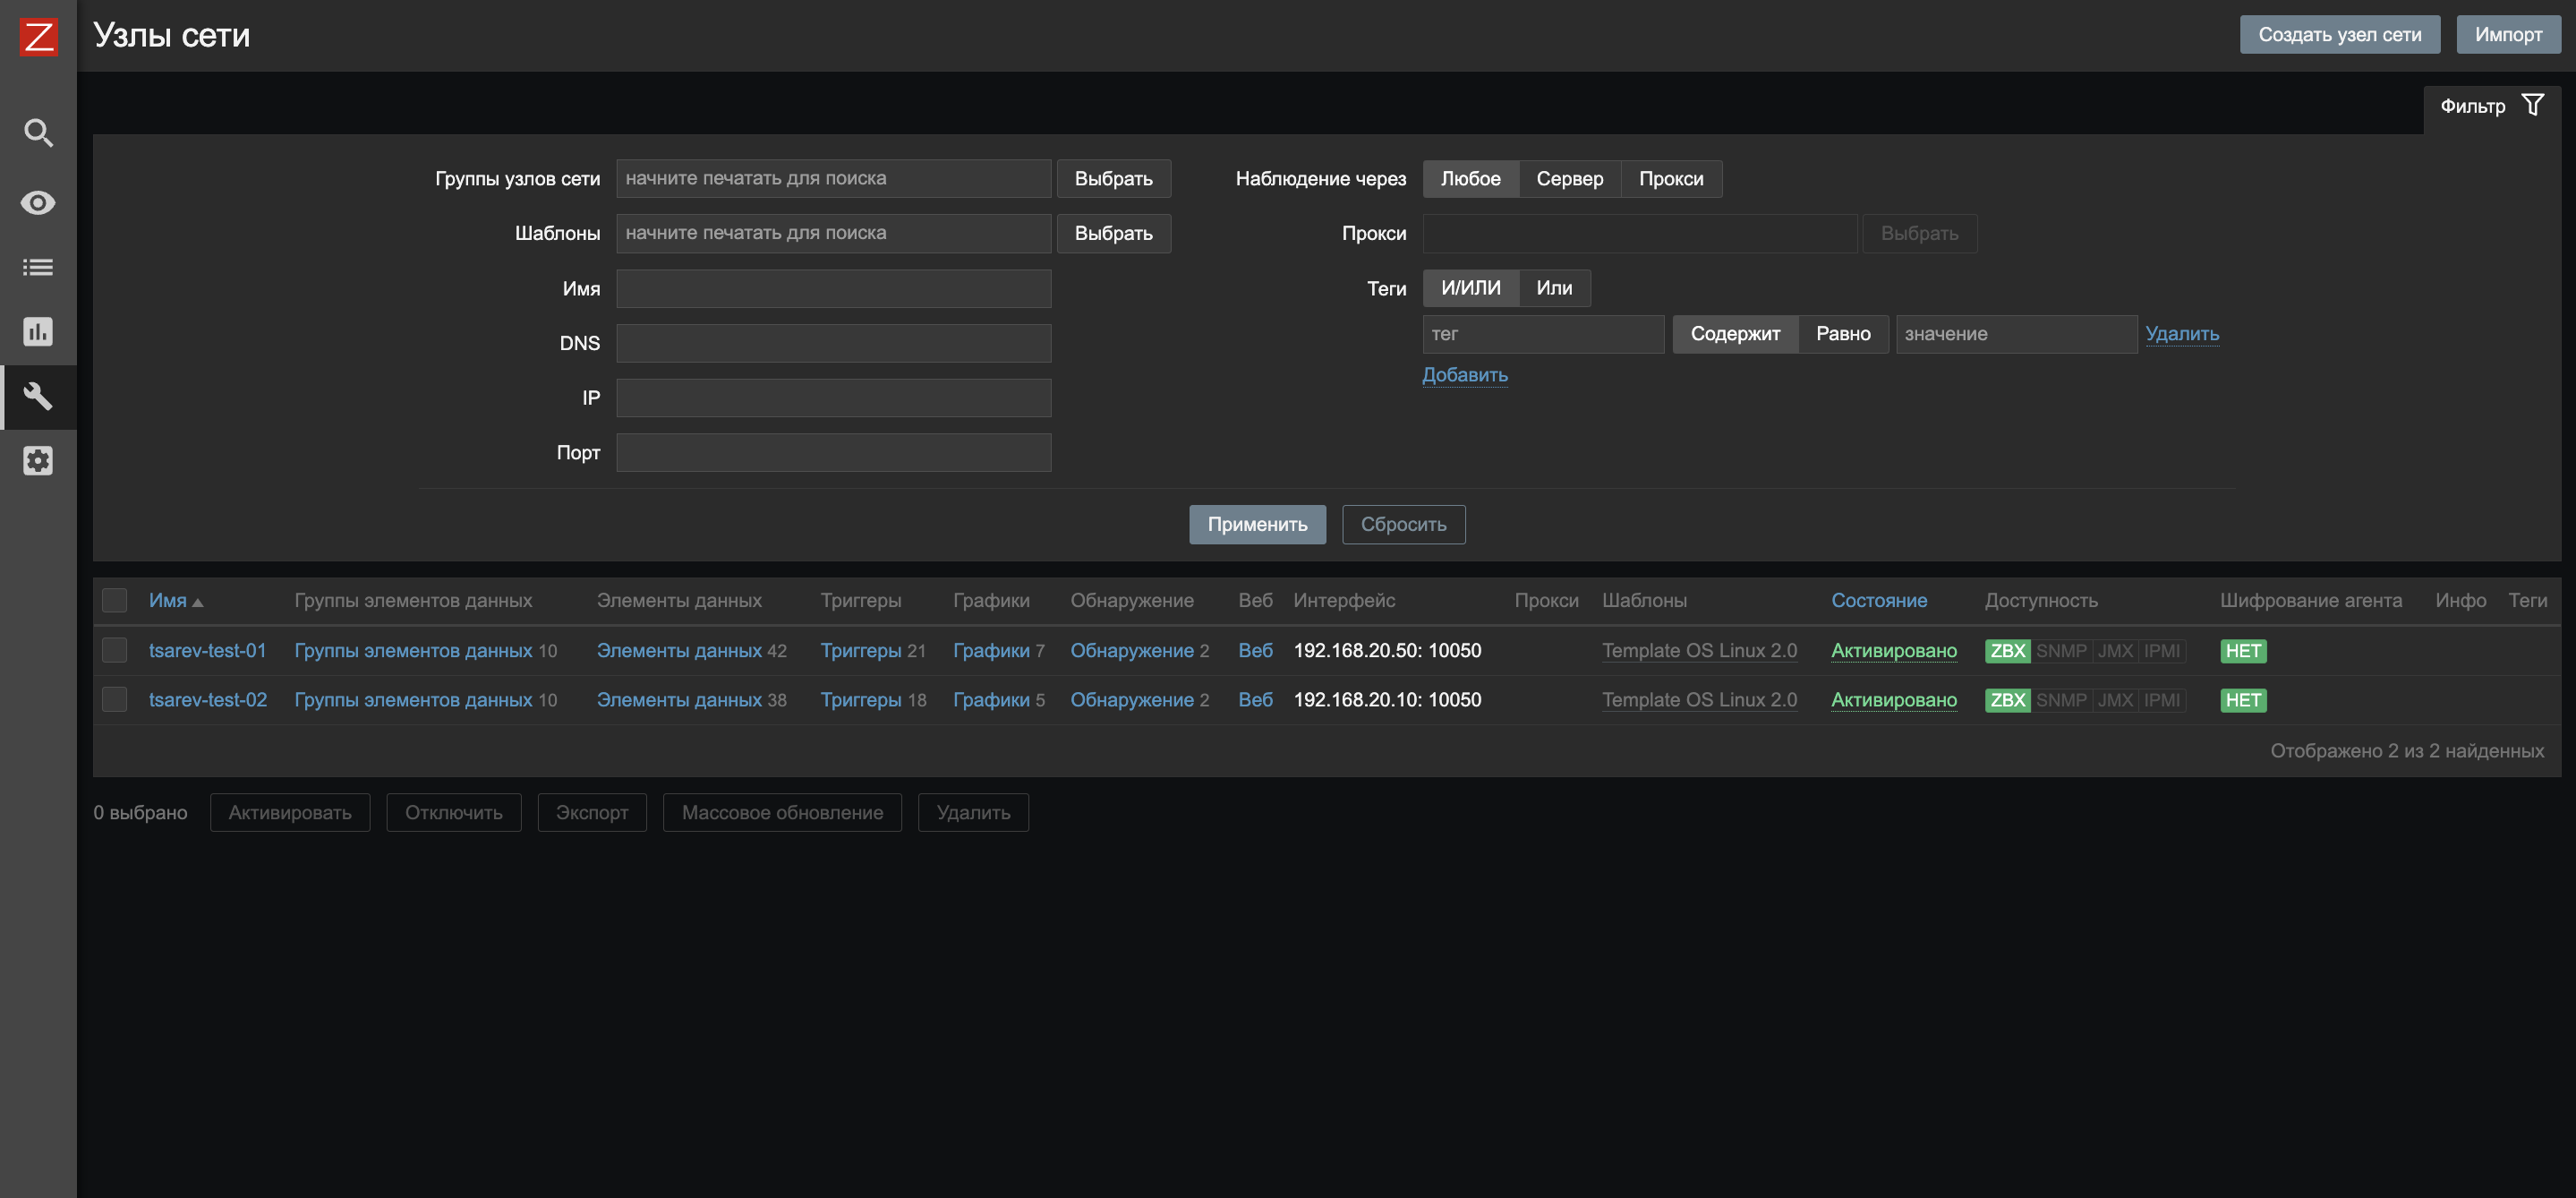 Z
Узлы сети
Создать узел сети
Импорт
Фильтр
Группы узлов сети начните печатать для поиска Выбрать
Шаблоны начните печатать для поиска Выбрать
Имя
DNS
IP
Порт
Наблюдение через Любое Сервер Прокси
Прокси Выбрать
Теги И/ИЛИ Или
тег Содержит Равно значение Удалить
Добавить
Применить Сбросить
Имя Группы элементов данных Элементы данных Триггеры Графики Обнаружение Веб Интерфейс Прокси Шаблоны Состояние Доступность Шифрование агента Инфо Теги
tsarev-test-01 Группы элементов данных 10 Элементы данных 42 Триггеры 21 Графики 7 Обнаружение 2 Веб 192.168.20.50: 10050 Template OS Linux 2.0 Активировано ZBX SNMP JMX IPMI НЕТ
tsarev-test-02 Группы элементов данных 10 Элементы данных 38 Триггеры 18 Графики 5 Обнаружение 2 Веб 192.168.20.10: 10050 Template OS Linux 2.0 Активировано ZBX SNMP JMX IPMI НЕТ
Отображено 2 из 2 найденных
0 выбрано Активировать Отключить Экспорт Массовое обновление Удалить